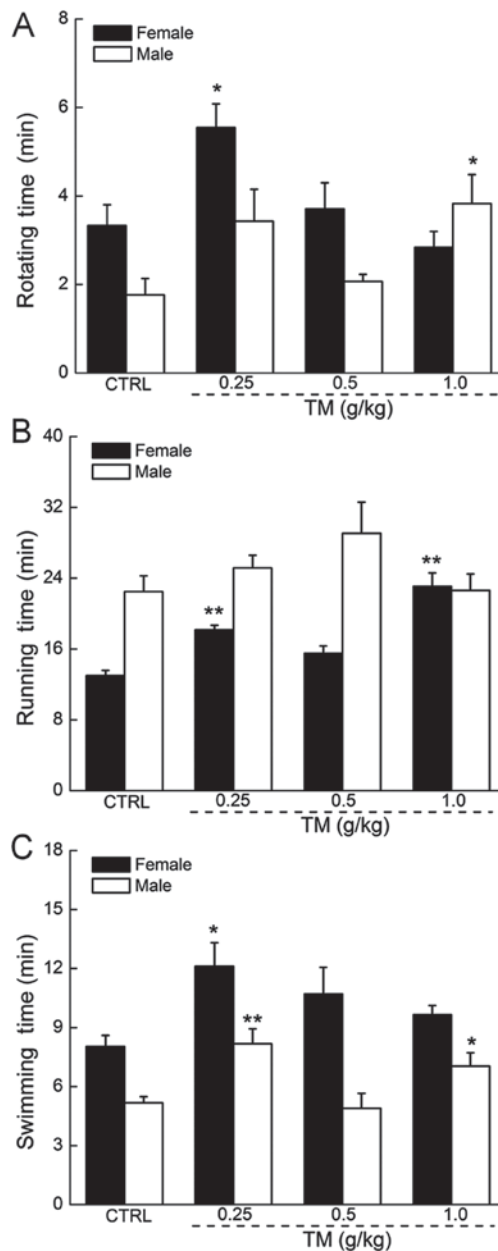 A
8
Female
Male
*
6
4
*
2
0
Rotating time (min)
CTRL 0.25 0.5 1.0
TM (g/kg)
B
40
Female
Male
32
24
**
**
16
8
0
Running time (min)
CTRL 0.25 0.5 1.0
TM (g/kg)
C
18
Female
Male
15
*
12
**
9
*
6
3
0
Swimming time (min)
CTRL 0.25 0.5 1.0
TM (g/kg)